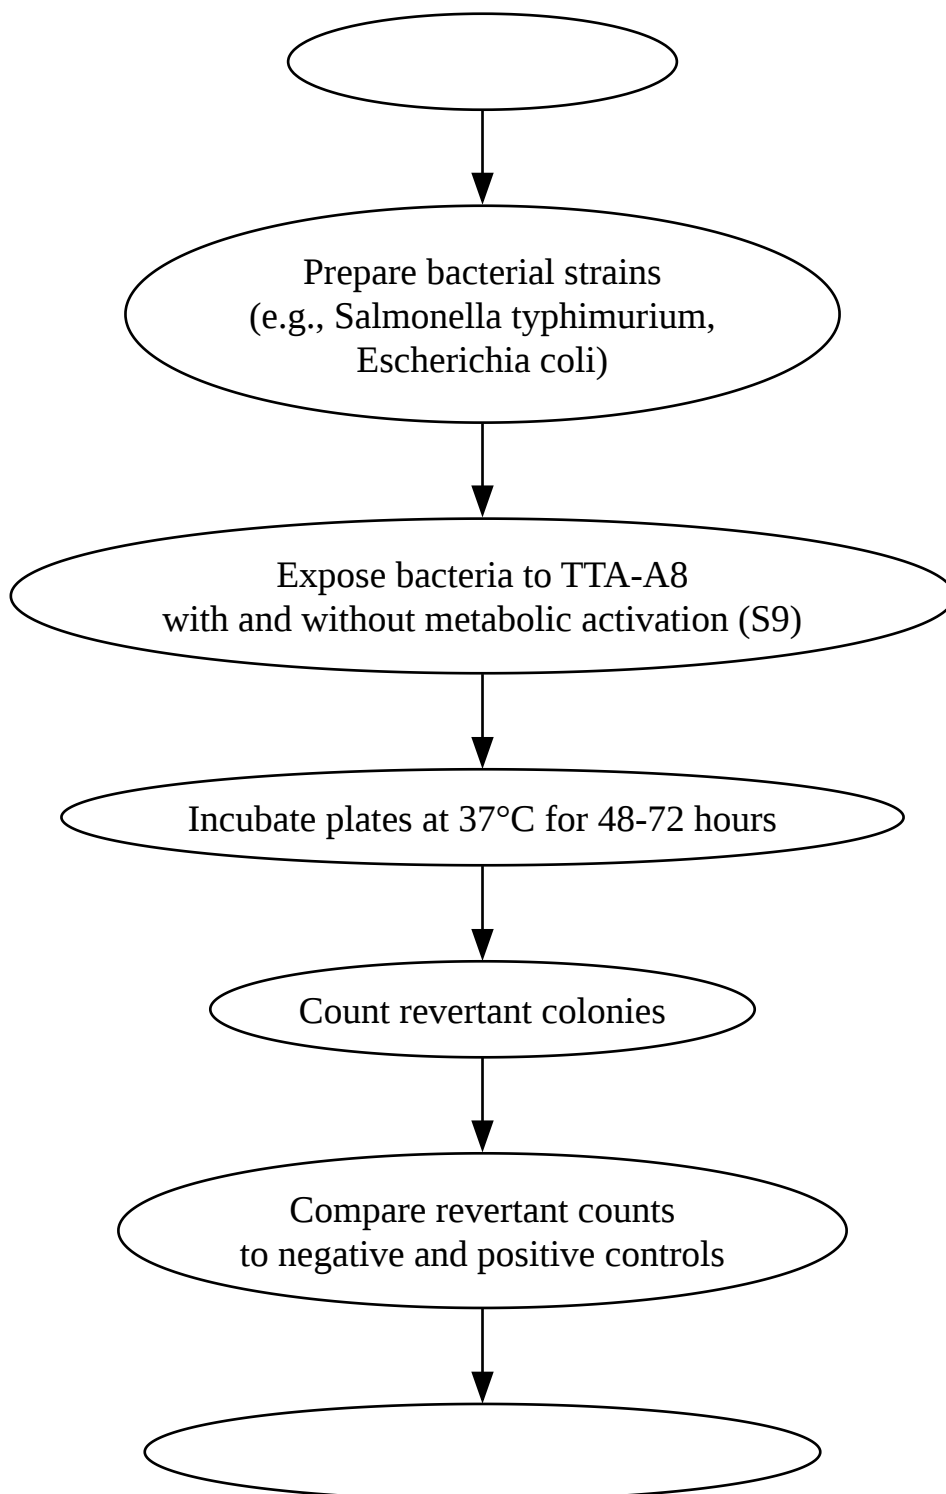 Prepare bacterial strains
(e.g., Salmonella typhimurium,
Escherichia coli)
Expose bacteria to TTA-A8
with and without metabolic activation (S9)
Incubate plates at 37°C for 48-72 hours
Count revertant colonies
Compare revertant counts
to negative and positive controls